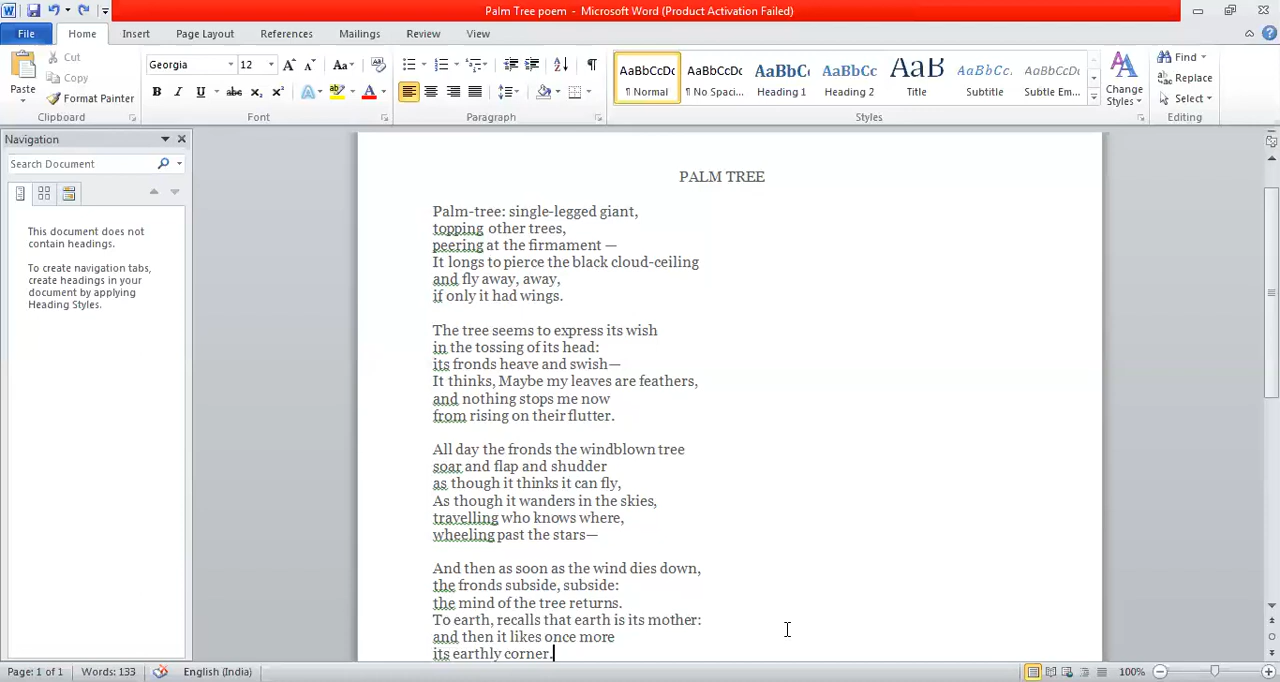 Palm Tree poem - Microsoft Word (Product Activation Failed)
File Home Insert Page Layout References Mailings Review View
Paste
Cut
Copy
Format Painter
Clipboard
Georgia 12
Font
Paragraph
AaBbCcDc AaBbCcDc AaBbC AaBbCc AaB AaBbCc. AaBbCcDc
¶ Normal ¶ No Spaci... Heading 1 Heading 2 Title Subtitle Subtle Em...
Styles
Change Styles
Find
Replace
Select
Editing
Navigation
Search Document
This document does not
contain headings.
To create navigation tabs,
create headings in your
document by applying
Heading Styles.
PALM TREE
Palm-tree: single-legged giant,
topping other trees,
peering at the firmament —
It longs to pierce the black cloud-ceiling
and fly away, away,
if only it had wings.
The tree seems to express its wish
in the tossing of its head:
its fronds heave and swish—
It thinks, Maybe my leaves are feathers,
and nothing stops me now
from rising on their flutter.
All day the fronds the windblown tree
soar and flap and shudder
as though it thinks it can fly,
As though it wanders in the skies,
travelling who knows where,
wheeling past the stars—
And then as soon as the wind dies down,
the fronds subside, subside:
the mind of the tree returns.
To earth, recalls that earth is its mother:
and then it likes once more
its earthly corner.
Page: 1 of 1 Words: 133 English (India) 100%